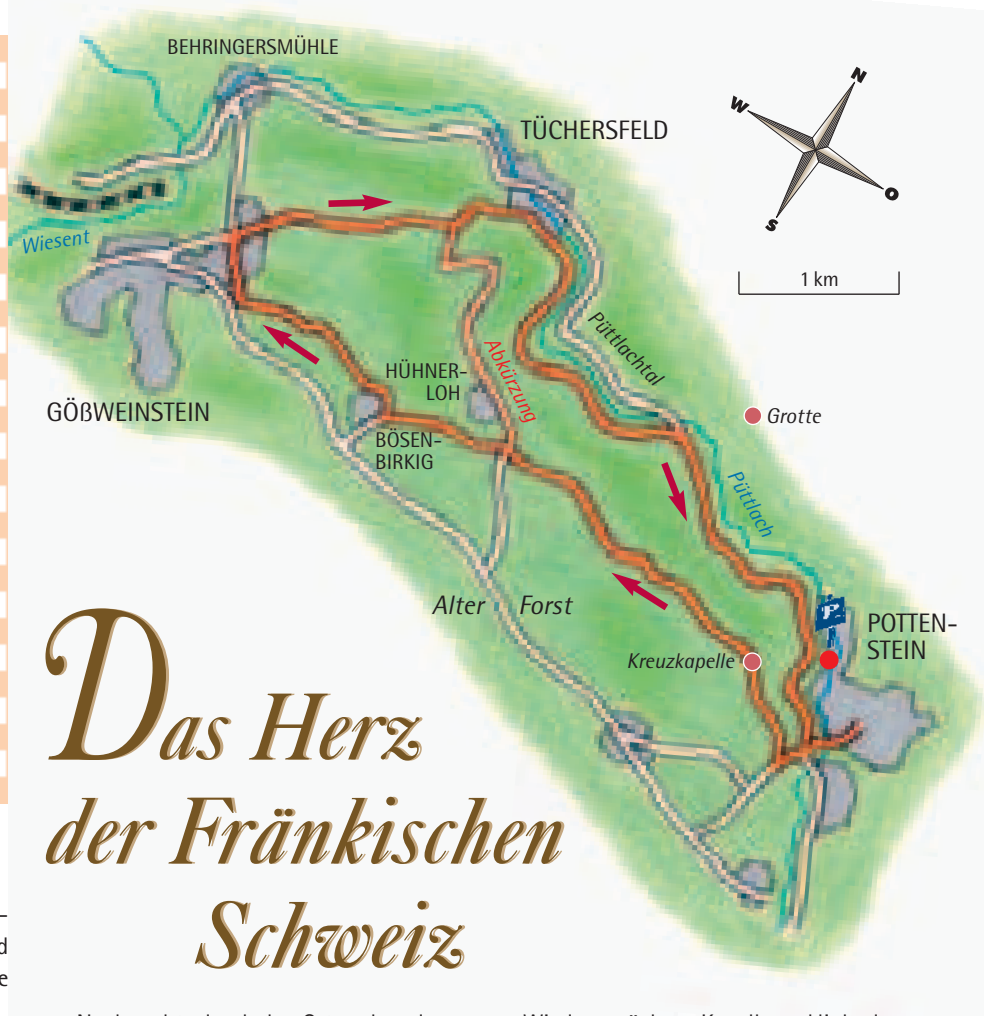 BEHRINGERSMÜHLE
N
W
O
S
TÜCHERSFELD
1 km
Wiesent
Püttlachtal
Abkürzung
HÜHNER-
LOH
GÖßWEINSTEIN
BÖSEN-
BIRKIG
Grotte
Püttlach
P
Alter Forst
POTTEN-
STEIN
Kreuzkapelle
Das Herz
der Fränkischen
Schweiz
d
e